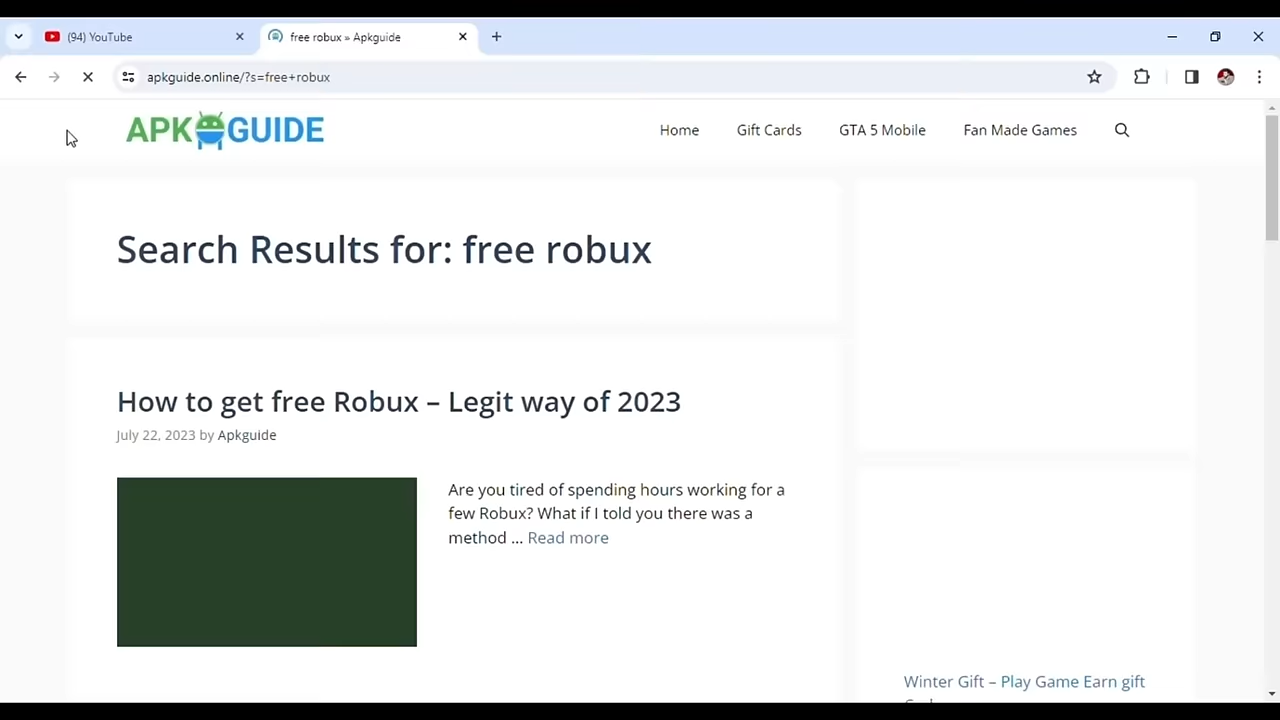 (94) YouTube
free robux » Apkguide
apkguide.online/?s=free+robux
APK GUIDE
Home
Gift Cards
GTA 5 Mobile
Fan Made Games
Search Results for: free robux
How to get free Robux – Legit way of 2023
July 22, 2023 by Apkguide
Are you tired of spending hours working for a
few Robux? What if I told you there was a
method ... Read more
Winter Gift – Play Game Earn gift